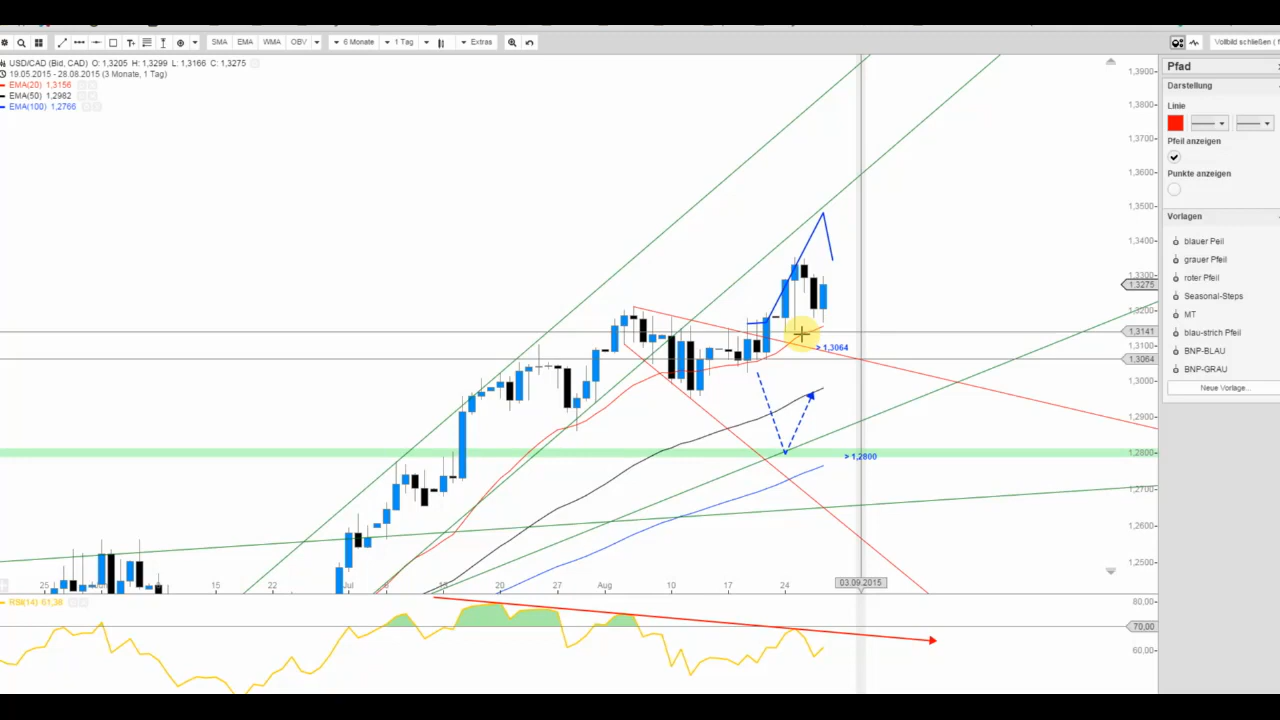 SMA EMA WMA OBV 6 Monate 1 Tag Extras Vollbild schließen ( f
USD/CAD (Bid, CAD) O: 1,3205 H: 1,3299 L: 1,3166 C: 1,3275
19.05.2015 - 28.08.2015 (3 Monate, 1 Tag)
EMA(20) 1,3156
EMA(50) 1,2982
EMA(100) 1,2766
1,3900
1,3800
1,3700
1,3600
1,3500
1,3400
1,3300
1,3275
1,3200
1,3141
1,3100
1,3064
1,3000
1,2900
1,2800
1,2700
1,2600
1,2500
> 1,3064
> 1,2800
25 15 22 Jul 20 27 Aug 10 17 24 03.09.2015
RSI(14) 61,38
80,00
70,00
60,00
Pfad
Darstellung
Linie
Pfeil anzeigen
Punkte anzeigen
Vorlagen
blauer Peil
grauer Pfeil
roter Pfeil
Seasonal-Steps
MT
blau-strich Pfeil
BNP-BLAU
BNP-GRAU
Neue Vorlage...